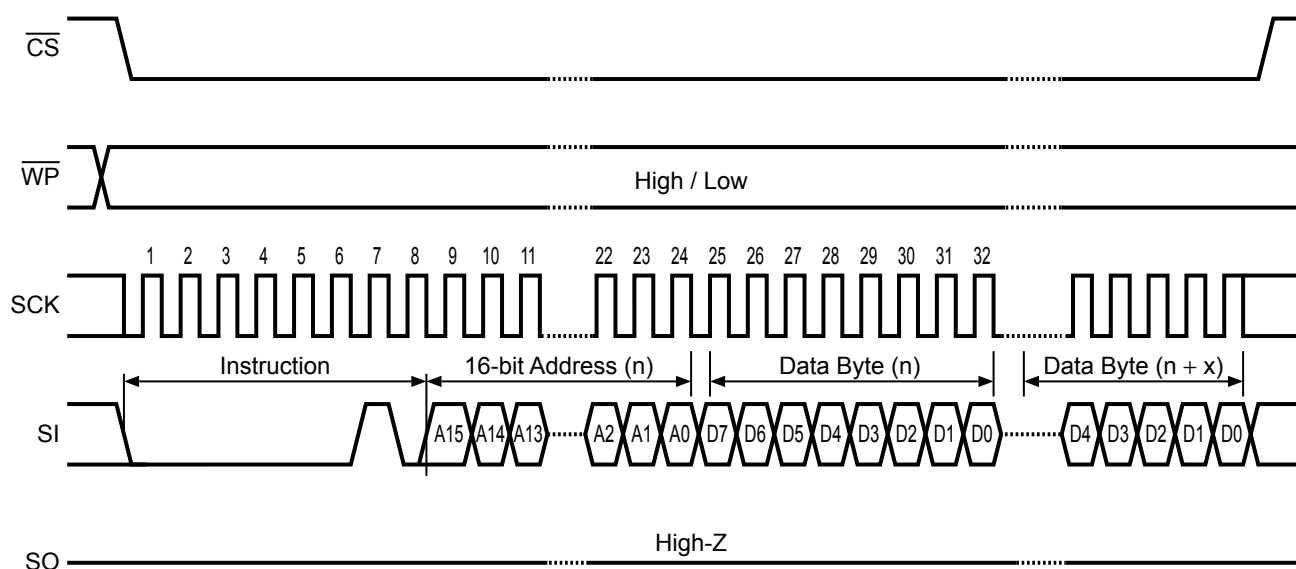 CS
WP
High / Low
1 2 3 4 5 6 7 8 9 10 11 22 23 24 25 26 27 28 29 30 31 32
SCK
Instruction 16-bit Address (n) Data Byte (n) Data Byte (n + x)
SI A15 A14 A13 A2 A1 A0 D7 D6 D5 D4 D3 D2 D1 D0 D4 D3 D2 D1 D0
High-Z
SO